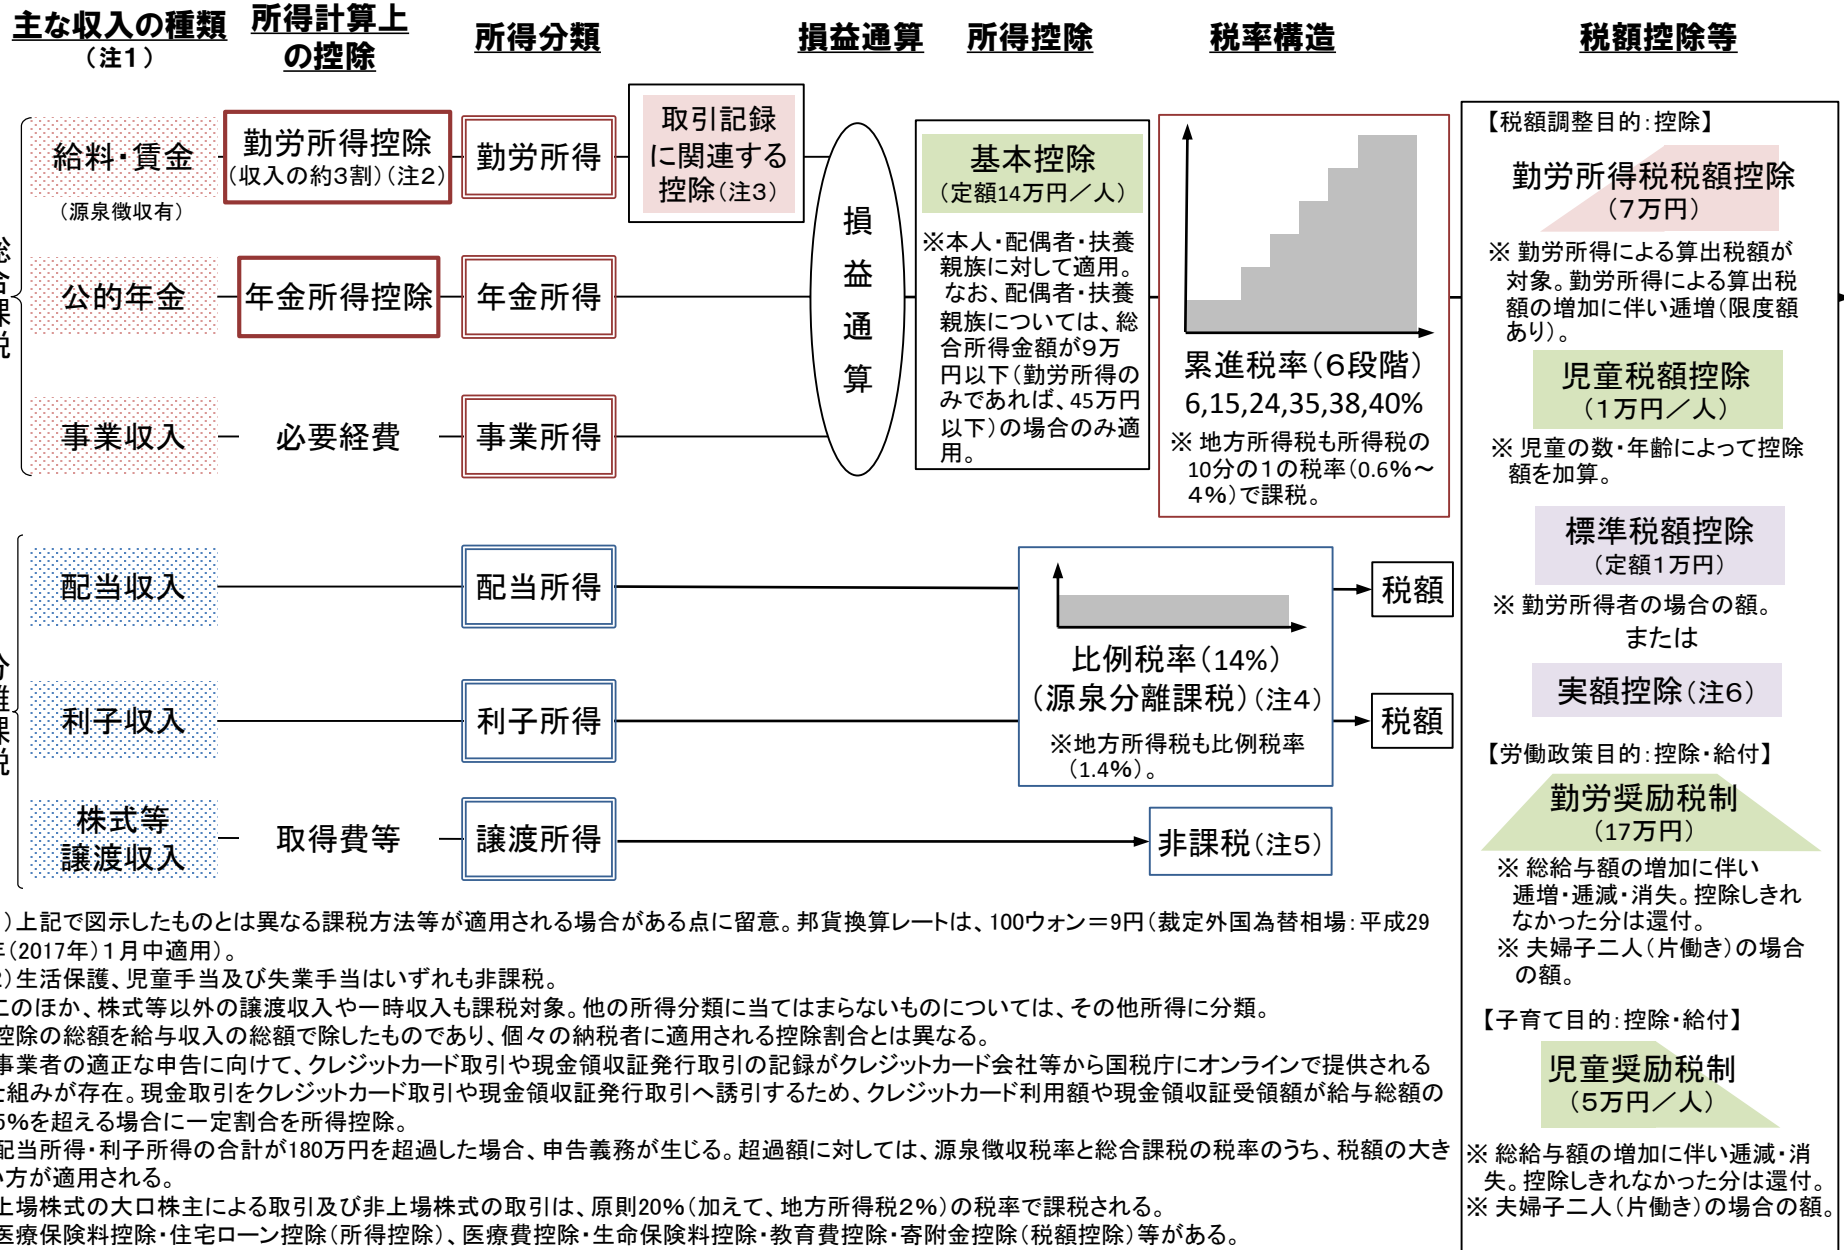 主な収入の種類
(注1)
所得計算上
の控除
所得分類
損益通算
所得控除
税率構造
税額控除等
総合課税
給料・賃金
(源泉徴収有)
勤労所得控除
(収入の約3割)(注2)
勤労所得
取引記録
に関連する
控除(注3)
公的年金
年金所得控除
年金所得
事業収入
必要経費
事業所得
損益通算
基本控除
(定額14万円/人)
※本人・配偶者・扶養
親族に対して適用。
なお、配偶者・扶養
親族については、総
合所得金額が9万
円以下(勤労所得の
みであれば、45万円
以下)の場合のみ適
用。
累進税率(6段階)
6,15,24,35,38,40%
※ 地方所得税も所得税の
10分の1の税率(0.6%~
4%)で課税。
分離課税
配当収入
配当所得
利子収入
利子所得
比例税率(14%)
(源泉分離課税)(注4)
※地方所得税も比例税率
(1.4%)。
税額
税額
株式等
譲渡収入
取得費等
譲渡所得
非課税(注5)
【税額調整目的:控除】
勤労所得税税額控除
(7万円)
※ 勤労所得による算出税額が
対象。勤労所得による算出税
額の増加に伴い逓増(限度額
あり)。
児童税額控除
(1万円/人)
※ 児童の数・年齢によって控除
額を加算。
標準税額控除
(定額1万円)
※ 勤労所得者の場合の額。
または
実額控除(注6)
【労働政策目的:控除・給付】
勤労奨励税制
(17万円)
※ 総給与額の増加に伴い
逓増・逓減・消失。控除しきれ
なかった分は還付。
※ 夫婦子二人(片働き)の場合
の額。
【子育て目的:控除・給付】
児童奨励税制
(5万円/人)
※ 総給与額の増加に伴い逓減・消
失。控除しきれなかった分は還付。
※ 夫婦子二人(片働き)の場合の額。
)上記で図示したものとは異なる課税方法等が適用される場合がある点に留意。邦貨換算レートは、100ウォン=9円(裁定外国為替相場:平成29
年(2017年)1月中適用)。
2)生活保護、児童手当及び失業手当はいずれも非課税。
このほか、株式等以外の譲渡収入や一時収入も課税対象。他の所得分類に当てはまらないものについては、その他所得に分類。
控除の総額を給与収入の総額で除したものであり、個々の納税者に適用される控除割合とは異なる。
事業者の適正な申告に向けて、クレジットカード取引や現金領収証発行取引の記録がクレジットカード会社等から国税庁にオンラインで提供される
仕組みが存在。現金取引をクレジットカード取引や現金領収証発行取引へ誘引するため、クレジットカード利用額や現金領収証受領額が給与総額の
5%を超える場合に一定割合を所得控除。
配当所得・利子所得の合計が180万円を超過した場合、申告義務が生じる。超過額に対しては、源泉徴収税率と総合課税の税率のうち、税額の大き
い方が適用される。
上場株式の大口株主による取引及び非上場株式の取引は、原則20%(加えて、地方所得税2%)の税率で課税される。
医療保険料控除・住宅ローン控除(所得控除)、医療費控除・生命保険料控除・教育費控除・寄附金控除(税額控除)等がある。